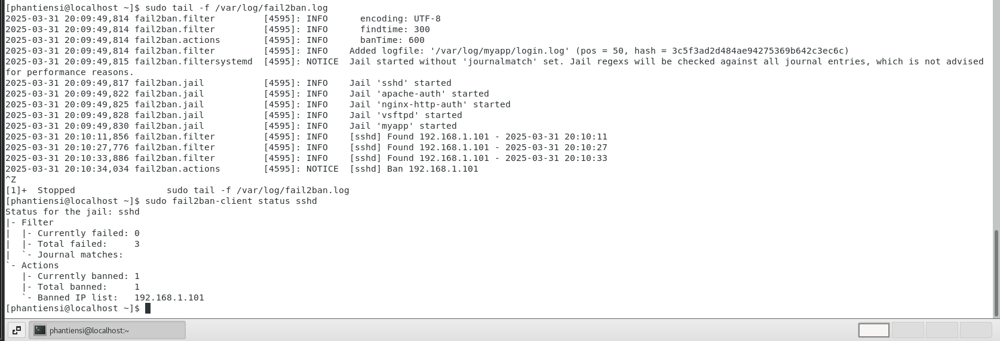 [phantiensi@localhost ~]$ sudo tail -f /var/log/fail2ban.log
2025-03-31 20:09:49,814 fail2ban.filter         [4595]: INFO      encoding: UTF-8
2025-03-31 20:09:49,814 fail2ban.filter         [4595]: INFO      findtime: 300
2025-03-31 20:09:49,814 fail2ban.actions        [4595]: INFO      banTime: 600
2025-03-31 20:09:49,814 fail2ban.filter         [4595]: INFO    Added logfile: '/var/log/myapp/login.log' (pos = 50, hash = 3c5f3ad2d484ae94275369b642c3ec6c)
2025-03-31 20:09:49,815 fail2ban.filtersystemd  [4595]: NOTICE  Jail started without 'journalmatch' set. Jail regexs will be checked against all journal entries, which is not advised
for performance reasons.
2025-03-31 20:09:49,817 fail2ban.jail           [4595]: INFO    Jail 'sshd' started
2025-03-31 20:09:49,822 fail2ban.jail           [4595]: INFO    Jail 'apache-auth' started
2025-03-31 20:09:49,825 fail2ban.jail           [4595]: INFO    Jail 'nginx-http-auth' started
2025-03-31 20:09:49,828 fail2ban.jail           [4595]: INFO    Jail 'vsftpd' started
2025-03-31 20:09:49,830 fail2ban.jail           [4595]: INFO    Jail 'myapp' started
2025-03-31 20:10:11,856 fail2ban.filter         [4595]: INFO    [sshd] Found 192.168.1.101 - 2025-03-31 20:10:11
2025-03-31 20:10:27,776 fail2ban.filter         [4595]: INFO    [sshd] Found 192.168.1.101 - 2025-03-31 20:10:27
2025-03-31 20:10:33,886 fail2ban.filter         [4595]: INFO    [sshd] Found 192.168.1.101 - 2025-03-31 20:10:33
2025-03-31 20:10:34,034 fail2ban.actions        [4595]: NOTICE  [sshd] Ban 192.168.1.101
^Z
[1]+  Stopped                 sudo tail -f /var/log/fail2ban.log
[phantiensi@localhost ~]$ sudo fail2ban-client status sshd
Status for the jail: sshd
|- Filter
|  |- Currently failed: 0
|  |- Total failed:     3
|  `- Journal matches:
`- Actions
   |- Currently banned: 1
   |- Total banned:     1
   `- Banned IP list:   192.168.1.101
[phantiensi@localhost ~]$
phantiensi@localhost:~